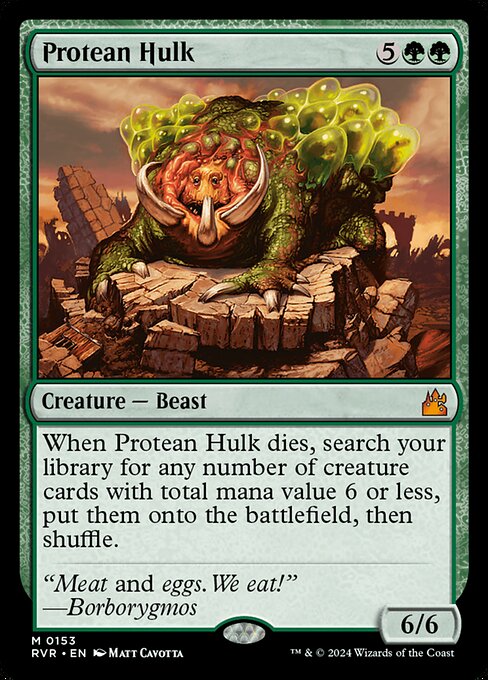 Protean Hulk 5
Creature — Beast
When Protean Hulk dies, search your
library for any number of creature
cards with total mana value 6 or less,
put them onto the battlefield, then
shuffle.
“Meat and eggs. We eat!”
—Borborygmos
6/6
M 0153
RVR • EN Matt Cavotta
™ & © 2024 Wizards of the Coast